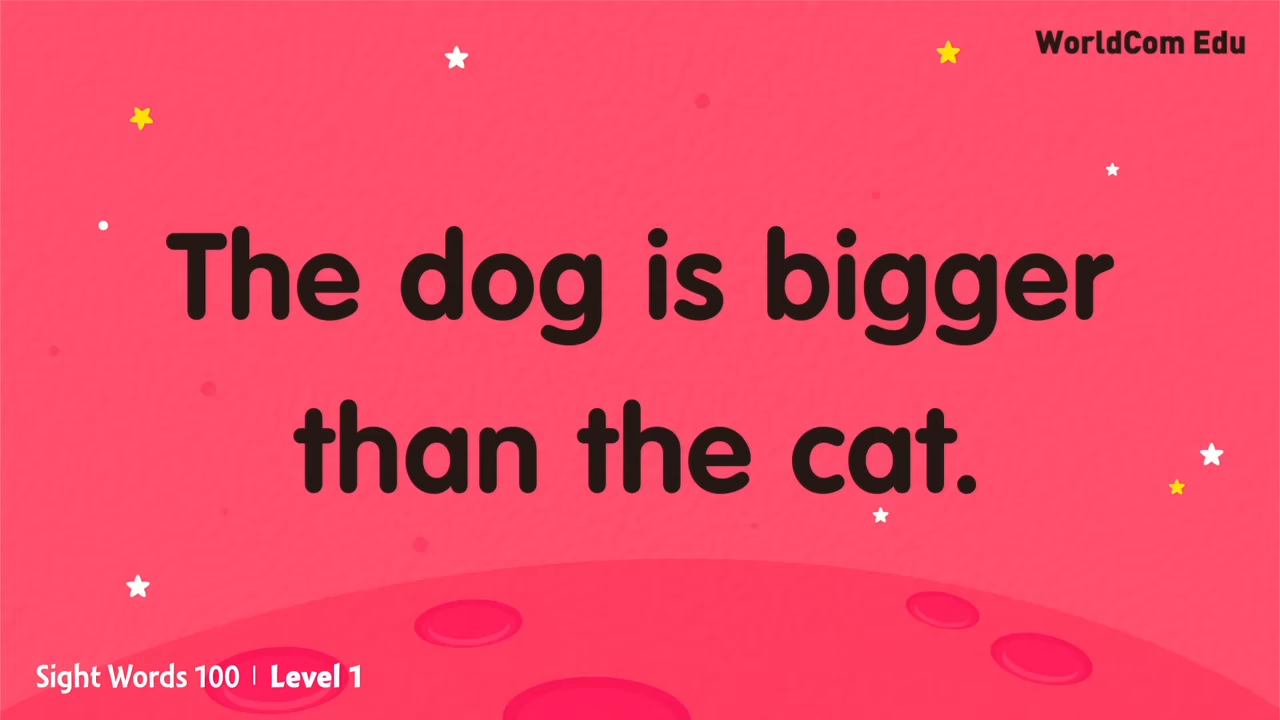 WorldCom Edu
The dog is bigger
than the cat.
Sight Words 100 | Level 1